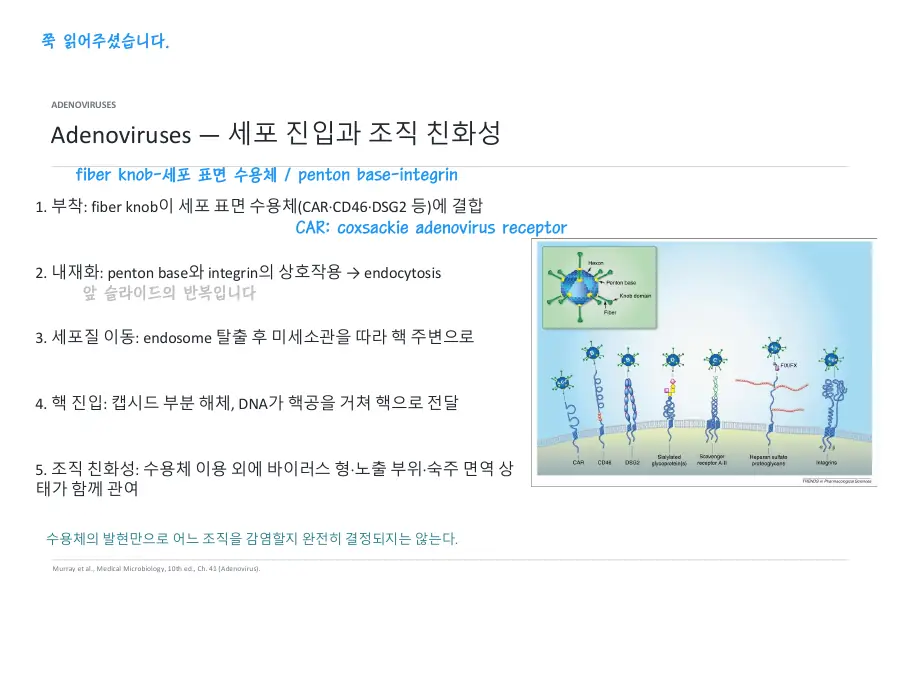 쭉 읽어주셨습니다.
ADENOVIRUSES
Adenoviruses — 세포 진입과 조직 친화성
fiber knob-세포 표면 수용체 / penton base-integrin
1. 부착: fiber knob이 세포 표면 수용체(CAR·CD46·DSG2 등)에 결합
CAR: coxsackie adenovirus receptor
2. 내재화: penton base와 integrin의 상호작용 → endocytosis
앞 슬라이드의 반복입니다
3. 세포질 이동: endosome 탈출 후 미세소관을 따라 핵 주변으로
4. 핵 진입: 캡시드 부분 해체, DNA가 핵공을 거쳐 핵으로 전달
5. 조직 친화성: 수용체 이용 외에 바이러스 형·노출 부위·숙주 면역 상
태가 함께 관여
수용체의 발현만으로 어느 조직을 감염할지 완전히 결정되지는 않는다.
Hexon
Penton base
Knob domain
Fiber
FIX/FX
CAR
CD46
DSG2
Sialylated
glycoprotein(s)
Scavenger
receptor A-II
Heparan sulfate
proteoglycans
Integrins
TRENDS in Pharmacological Sciences
Murray et al., Medical Microbiology, 10th ed., Ch. 43 (Adenovirus).